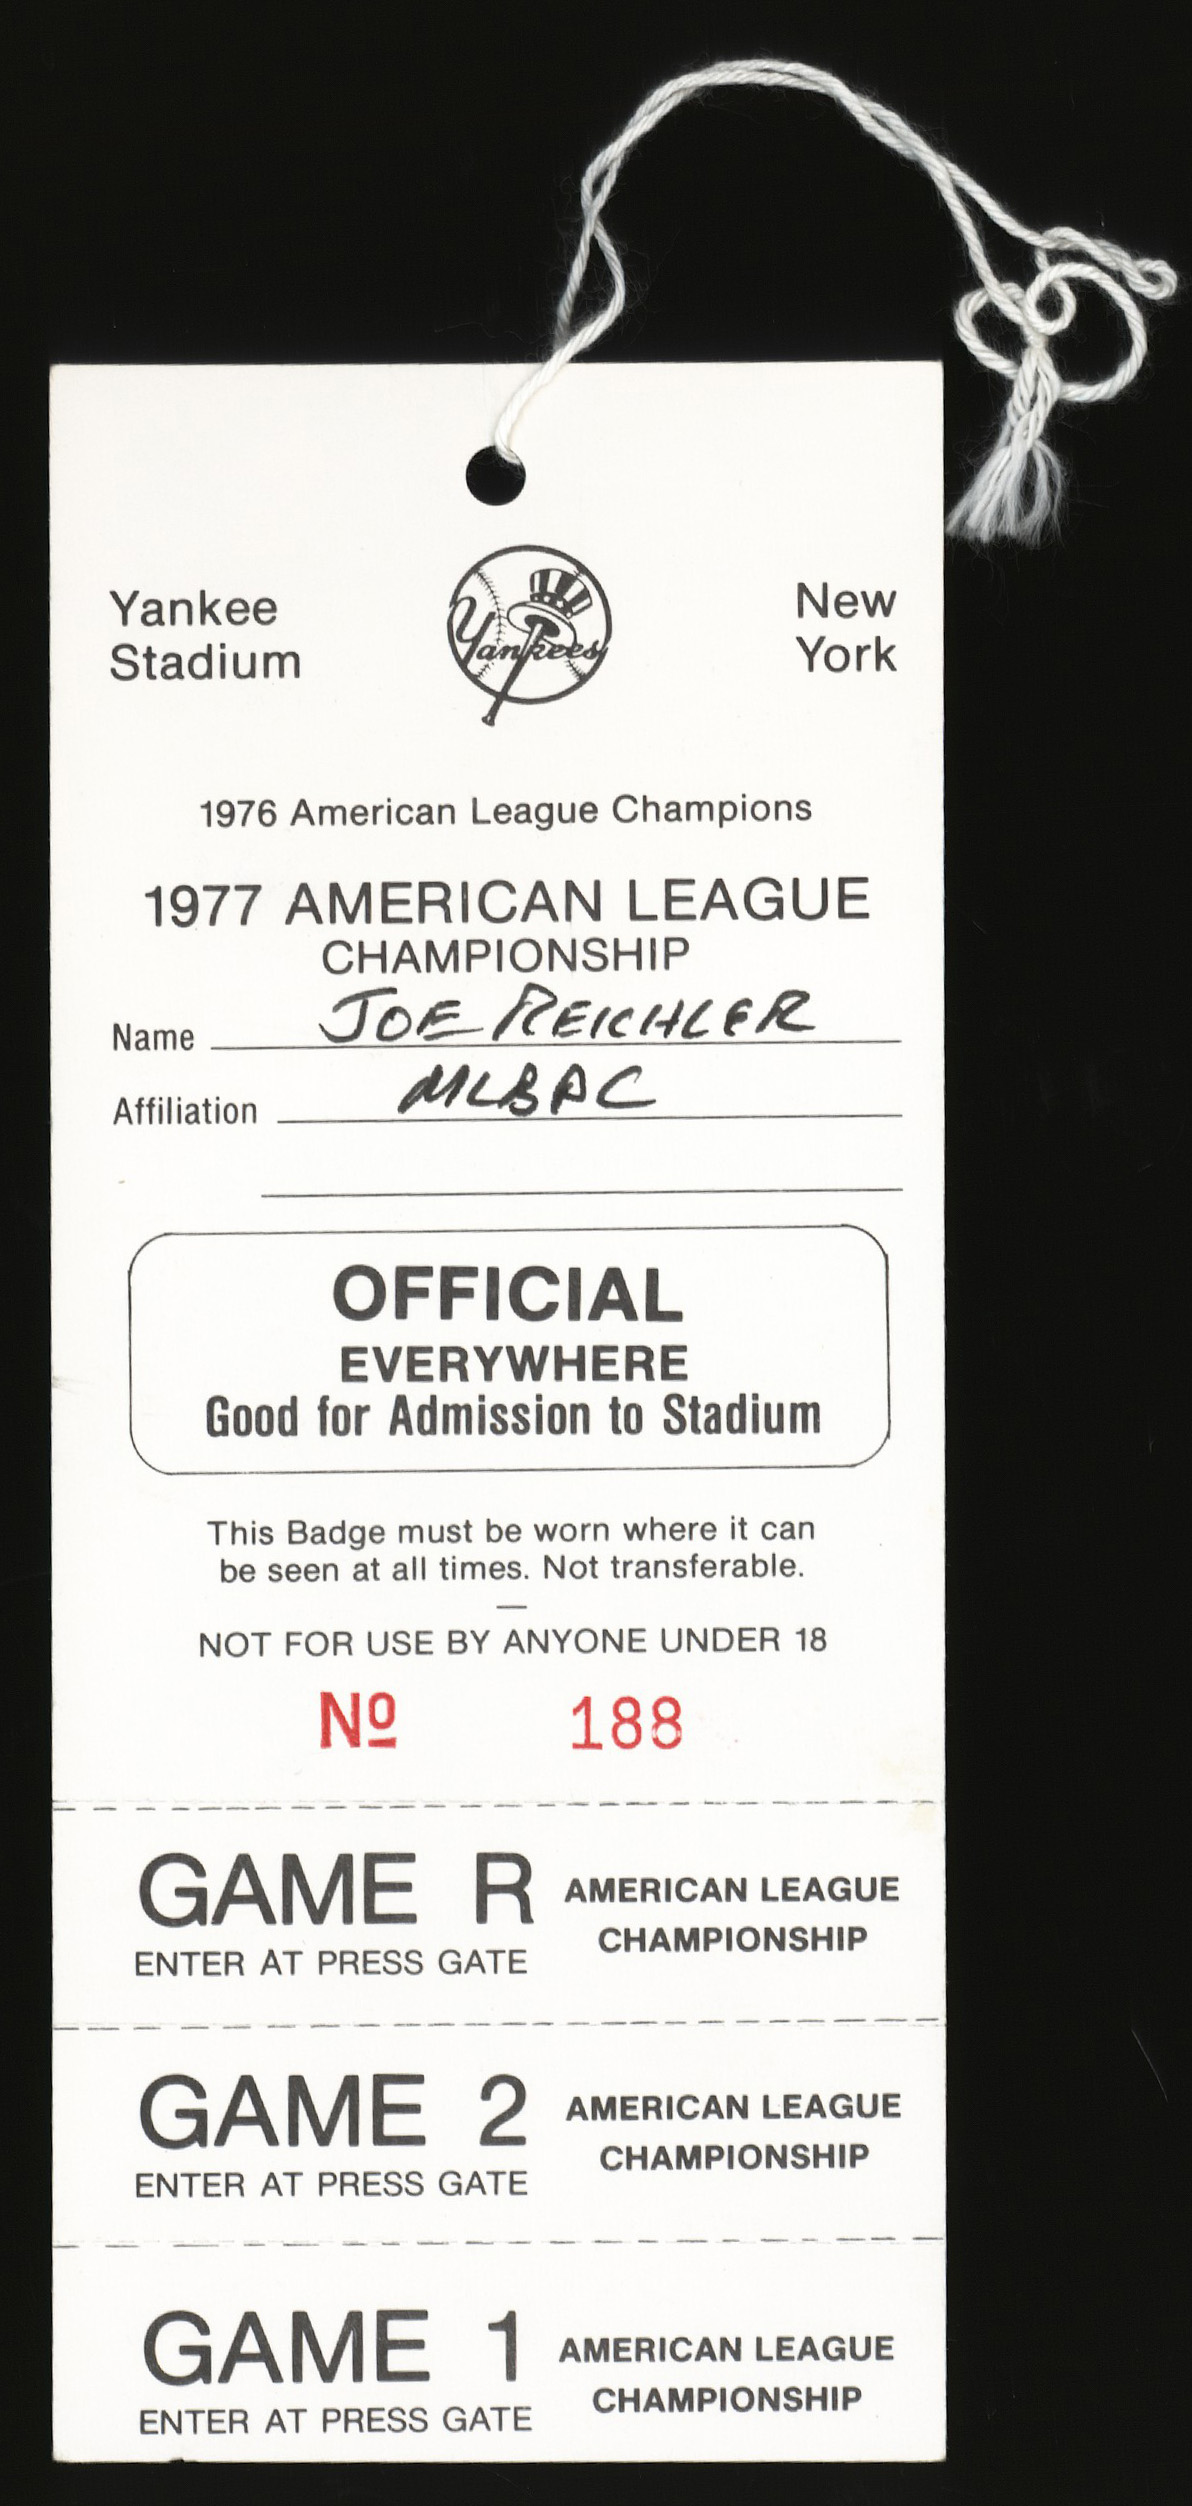 Yankee
Stadium
Yankees
New
York
1976 American League Champions
1977 AMERICAN LEAGUE
CHAMPIONSHIP
Name JOE REICHLER
Affiliation MLBPC
OFFICIAL
EVERYWHERE
Good for Admission to Stadium
This Badge must be worn where it can
be seen at all times. Not transferable.
—
NOT FOR USE BY ANYONE UNDER 18
Nº 188
GAME R AMERICAN LEAGUE
CHAMPIONSHIP
ENTER AT PRESS GATE
GAME 2 AMERICAN LEAGUE
CHAMPIONSHIP
ENTER AT PRESS GATE
GAME 1 AMERICAN LEAGUE
CHAMPIONSHIP
ENTER AT PRESS GATE